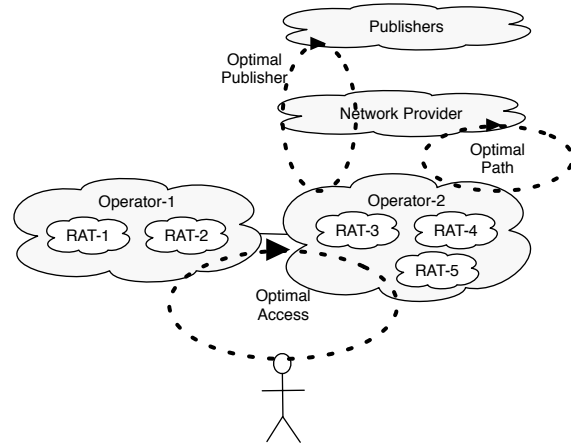 Publishers
Optimal
Publisher
Network Provider
Optimal
Path
Operator-1
Operator-2
RAT-1
RAT-2
RAT-3
RAT-4
RAT-5
Optimal
Access